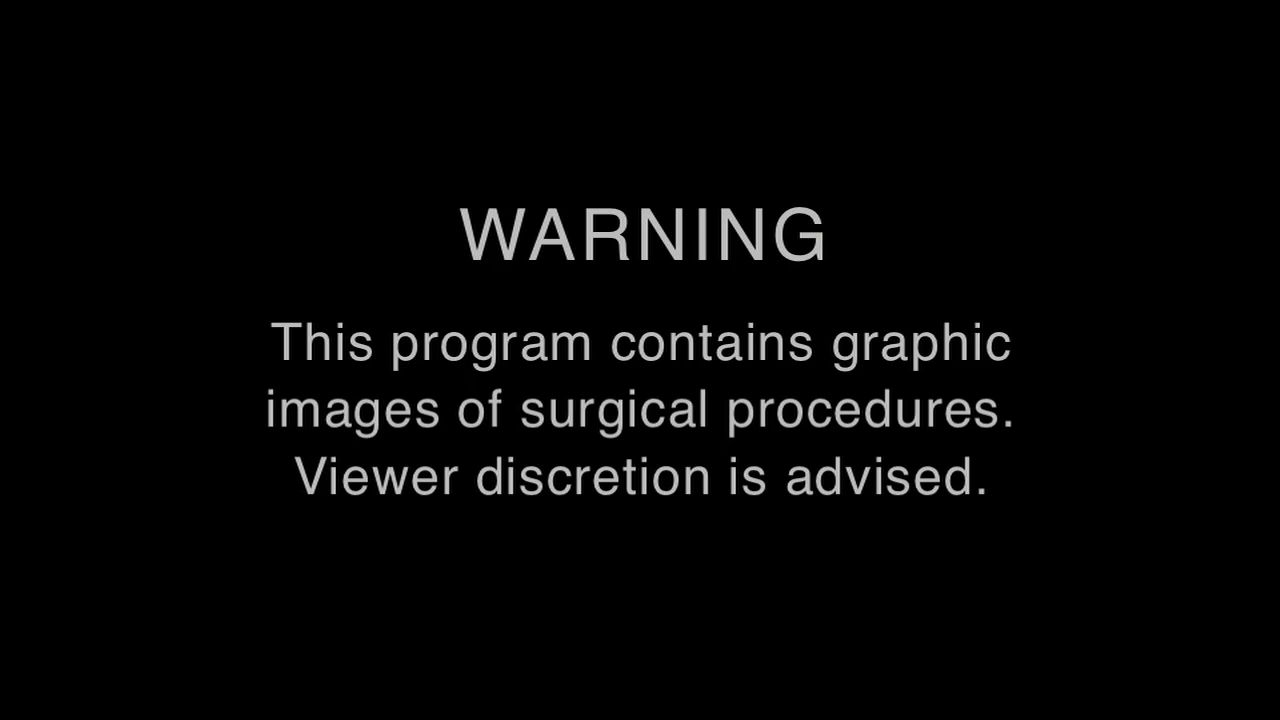 WARNING
This program contains graphic
images of surgical procedures.
Viewer discretion is advised.